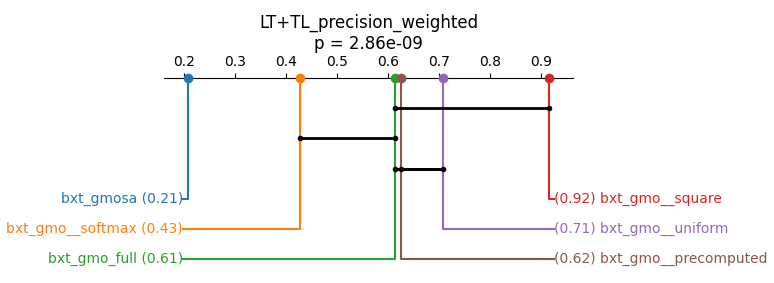 LT+TL_precision_weighted
p = 2.86e-09
0.2 0.3 0.4 0.5 0.6 0.7 0.8 0.9
bxt_gmosa (0.21) (0.92) bxt_gmo__square
bxt_gmo__softmax (0.43) (0.71) bxt_gmo__uniform
bxt_gmo_full (0.61) (0.62) bxt_gmo__precomputed